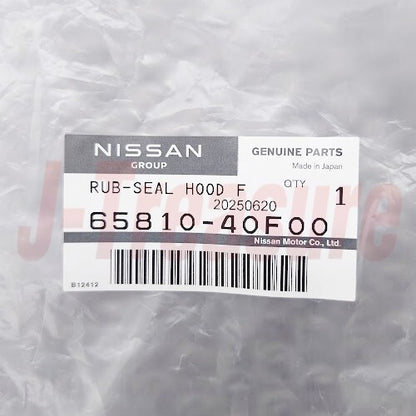 NISSAN
GROUP
GENUINE PARTS
Made in Japan
RUB-SEAL HOOD F
QTY
1
20250620
65810-40F00
Nissan Motor Co., Ltd.
B12412
J-Treasure